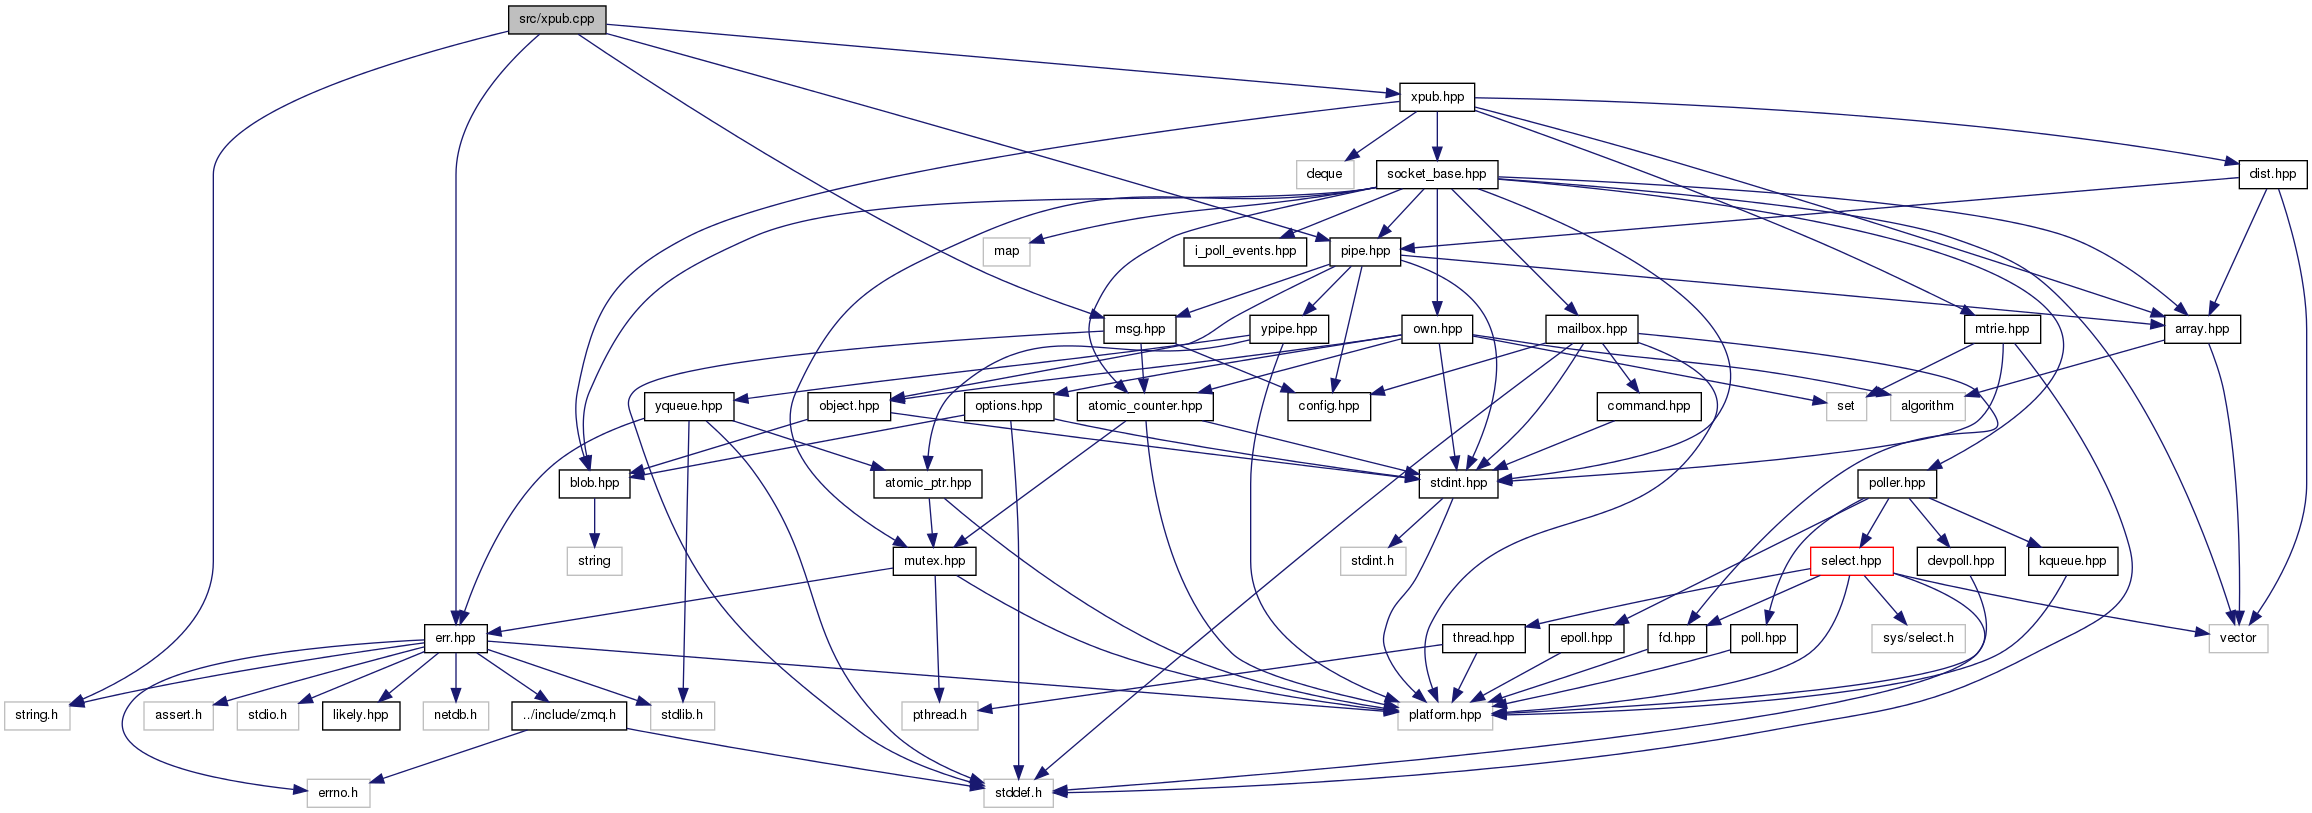 src/xpub.cpp
xpub.hpp
deque
socket_base.hpp
dist.hpp
map
i_poll_events.hpp
pipe.hpp
msg.hpp
ypipe.hpp
own.hpp
mailbox.hpp
mtrie.hpp
array.hpp
yqueue.hpp
object.hpp
options.hpp
atomic_counter.hpp
config.hpp
command.hpp
set
algorithm
blob.hpp
atomic_ptr.hpp
stdint.hpp
poller.hpp
string
mutex.hpp
stdint.h
select.hpp
devpoll.hpp
kqueue.hpp
err.hpp
thread.hpp
epoll.hpp
fd.hpp
poll.hpp
sys/select.h
vector
string.h
assert.h
stdio.h
likely.hpp
netdb.h
../include/zmq.h
stdlib.h
pthread.h
platform.hpp
errno.h
stddef.h